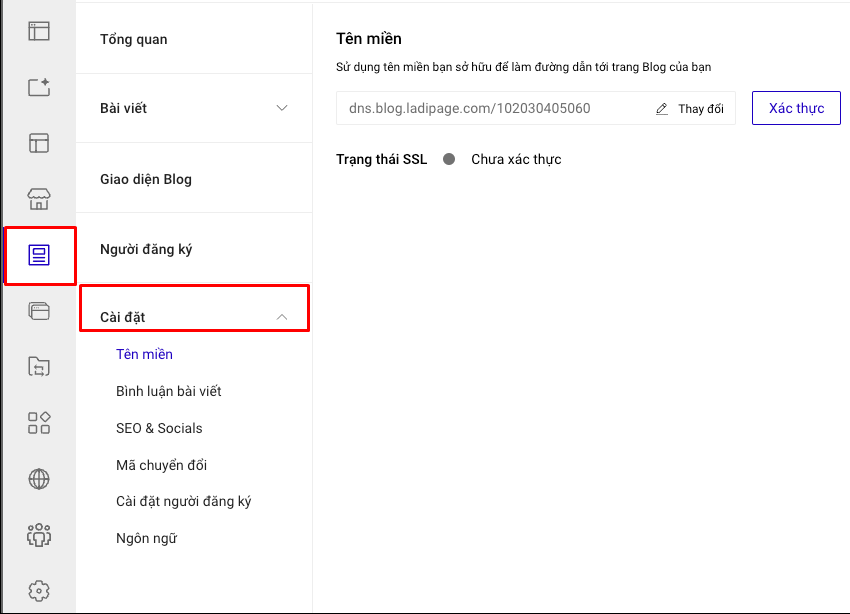 Tổng quan
Bài viết
Giao diện Blog
Người đăng ký
Cài đặt
Tên miền
Bình luận bài viết
SEO & Socials
Mã chuyển đổi
Cài đặt người đăng ký
Ngôn ngữ
Tên miền
Sử dụng tên miền bạn sở hữu để làm đường dẫn tới trang Blog của bạn
dns.blog.ladipage.com/102030405060 Thay đổi Xác thực
Trạng thái SSL Chưa xác thực